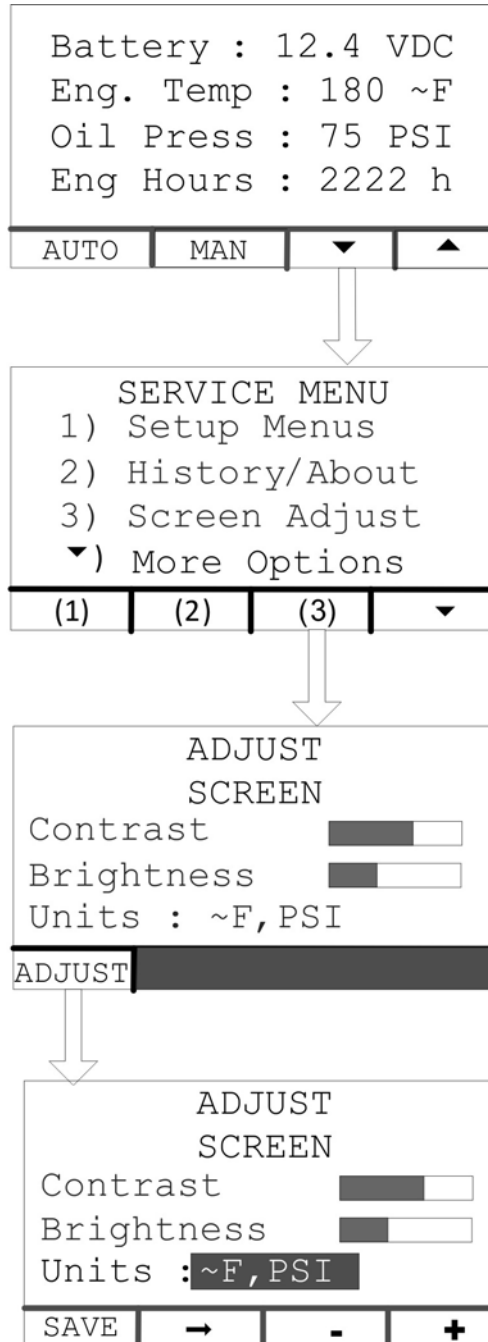 Battery : 12.4 VDC
Eng. Temp : 180 ~F
Oil Press : 75 PSI
Eng Hours : 2222 h
AUTO MAN ▼ ▲
SERVICE MENU
1) Setup Menus
2) History/About
3) Screen Adjust
▼) More Options
(1) (2) (3) ▼
ADJUST
SCREEN
Contrast
Brightness
Units : ~F,PSI
ADJUST
ADJUST
SCREEN
Contrast
Brightness
Units :~F,PSI
SAVE → - +